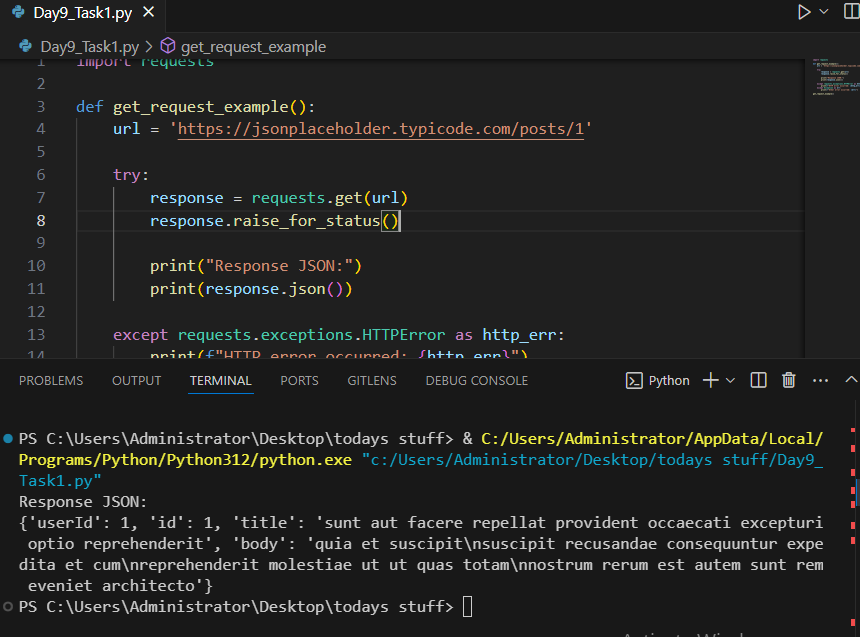 Day9_Task1.py
Day9_Task1.py > get_request_example
1 import requests
2
3 def get_request_example():
4 url = 'https://jsonplaceholder.typicode.com/posts/1'
5
6 try:
7 response = requests.get(url)
8 response.raise_for_status()
9
10 print("Response JSON:")
11 print(response.json())
12
13 except requests.exceptions.HTTPError as http_err:
14 print(f"HTTP error occurred: {http_err}")
PROBLEMS OUTPUT TERMINAL PORTS GITLENS DEBUG CONSOLE Python
PS C:\Users\Administrator\Desktop\todays stuff> & C:/Users/Administrator/AppData/Local/
Programs/Python/Python312/python.exe "c:/Users/Administrator/Desktop/todays stuff/Day9_
Task1.py"
Response JSON:
{'userId': 1, 'id': 1, 'title': 'sunt aut facere repellat provident occaecati excepturi
optio reprehenderit', 'body': 'quia et suscipit\nsuscipit recusandae consequuntur expe
dita et cum\nreprehenderit molestiae ut ut quas totam\nnostrum rerum est autem sunt rem
eveniet architecto'}
PS C:\Users\Administrator\Desktop\todays stuff>